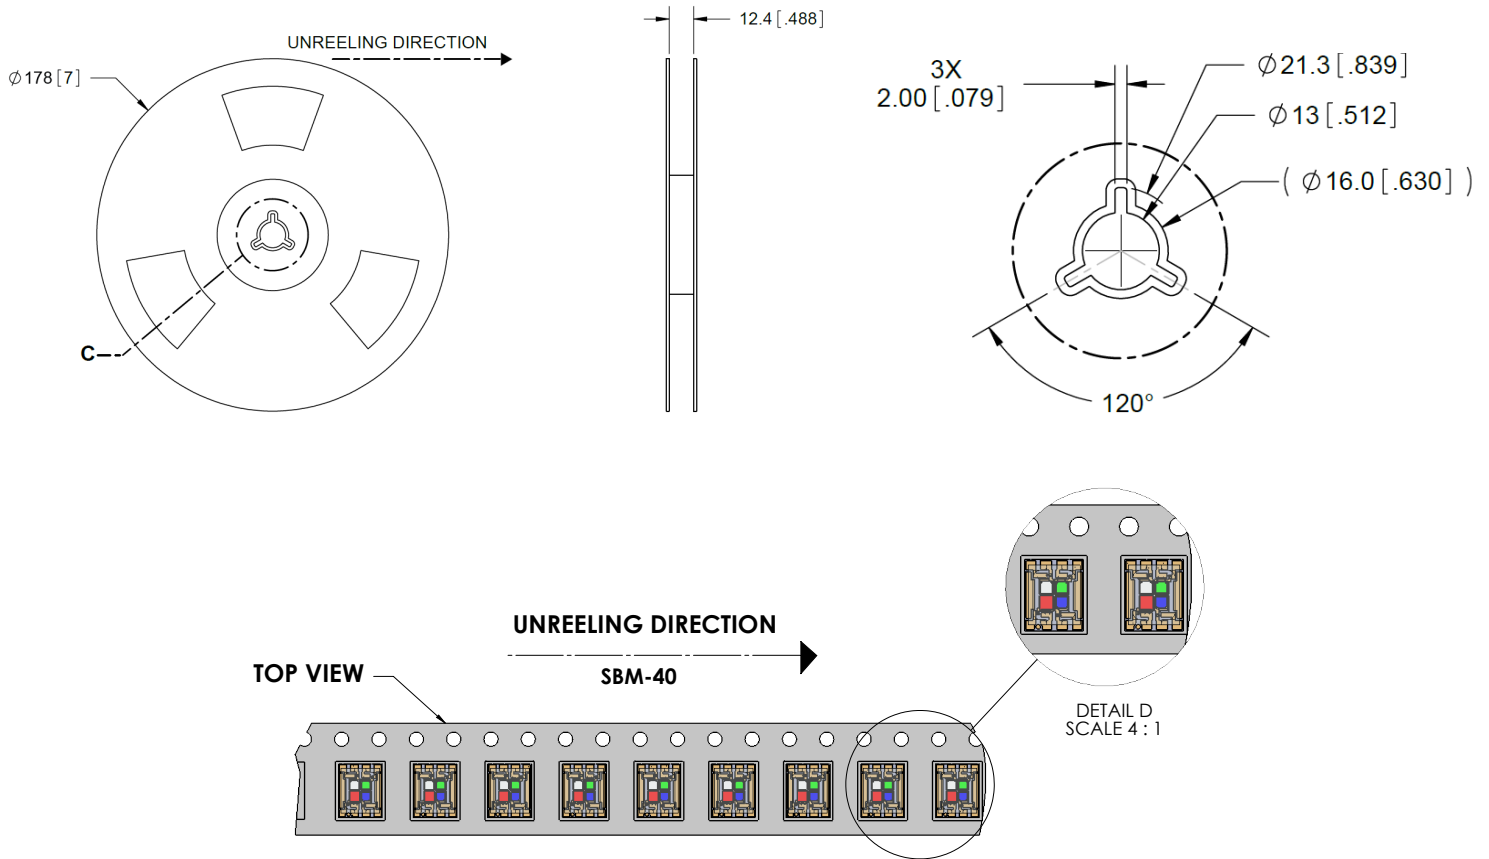 UNREELING DIRECTION
12.4 [.488]
⌀178 [7]
3X
2.00 [.079]
⌀21.3 [.839]
⌀13 [.512]
( ⌀16.0 [.630] )
C
120°
UNREELING DIRECTION
SBM-40
TOP VIEW
DETAIL D
SCALE 4 : 1